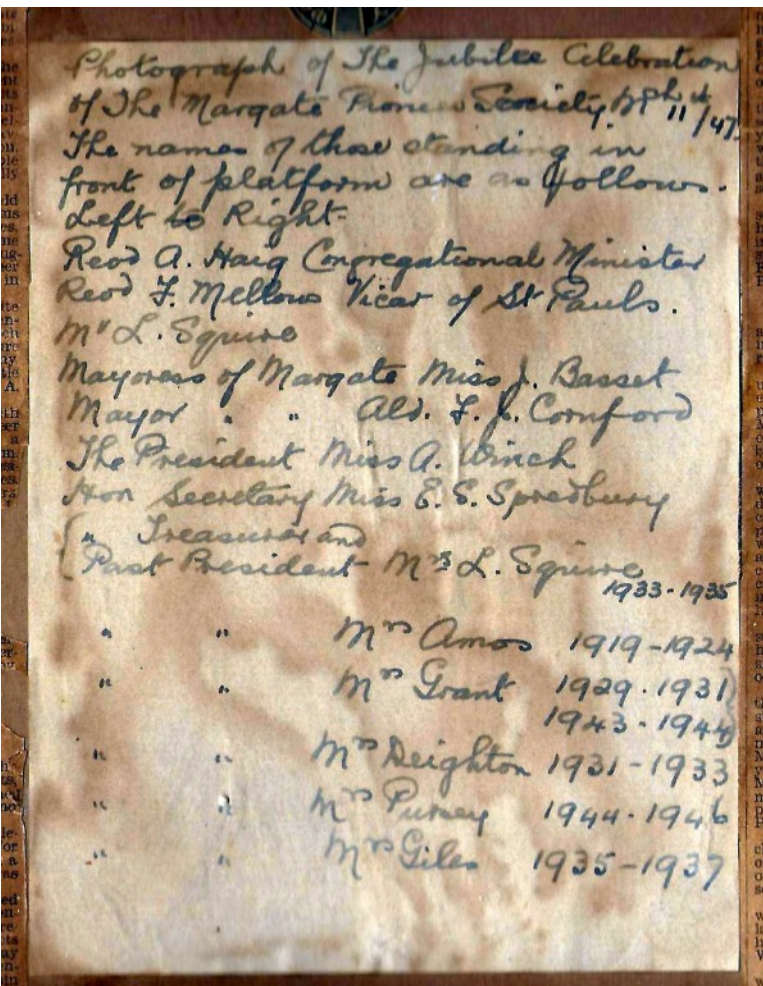 Photograph of The Jubilee Celebration
of The Margate Pioneer Society, Mch 11/47.
The names of those standing in
front of platform are as follows.
Left to Right-
Revd A. Haig Congregational Minister
Revd F. Mellows Vicar of St Pauls.
Mr L. Squire
Mayoress of Margate Miss J. Basset
Mayor " " Ald. F. J. Cornford
The President Miss A. Winch
Hon Secretary Miss E. S. Spredbury
" Treasurer and
Past President Mrs L. Squire
1933-1935
" " Mrs Amos 1919-1924
" " Mrs Grant 1929-1931
1943-1944
" " Mrs Deighton 1931-1933
" " Mrs Pursey 1944-1946
" " Mrs Giles 1935-1937